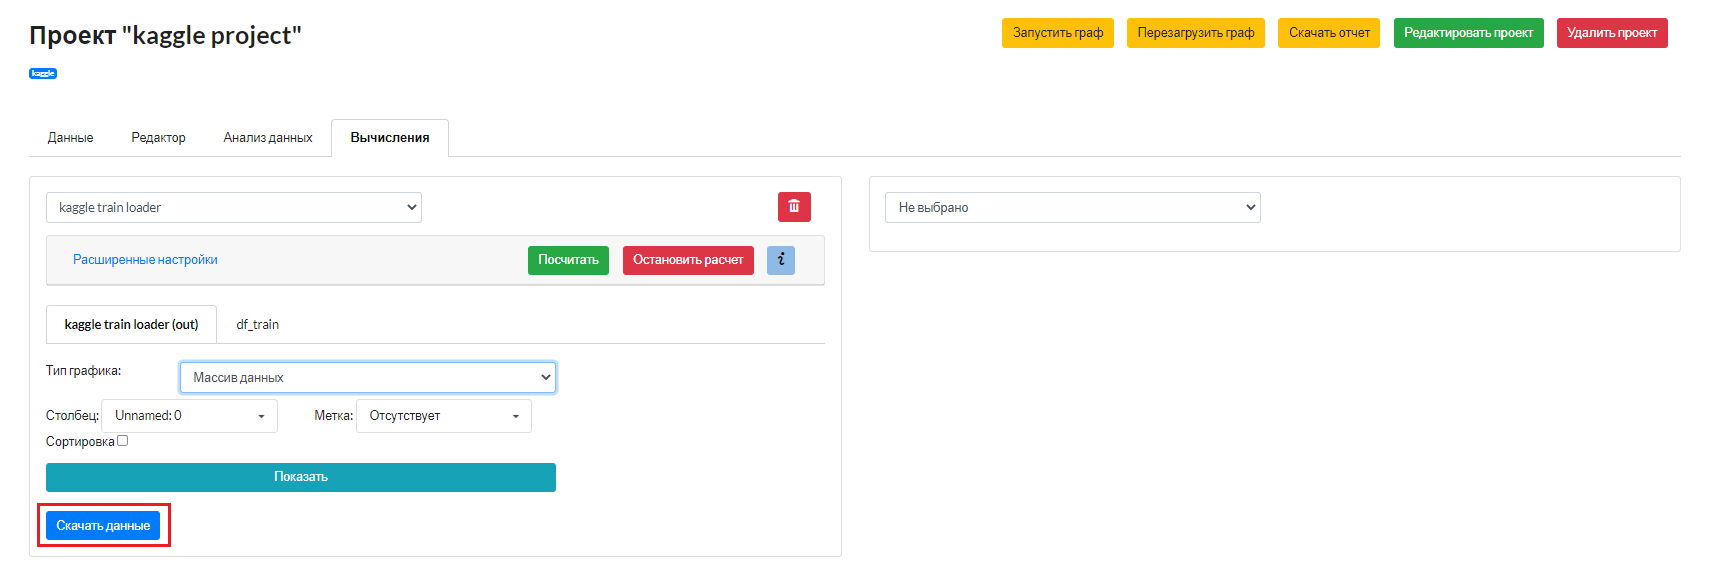 Проект "kaggle project"
Запустить граф Перезагрузить граф Скачать отчет Редактировать проект Удалить проект
kaggle
Данные Редактор Анализ данных Вычисления
kaggle train loader
Не выбрано
Расширенные настройки Посчитать Остановить расчет i
kaggle train loader (out) df_train
Тип графика: Массив данных
Столбец: Unnamed: 0 Метка: Отсутствует
Сортировка
Показать
Скачать данные